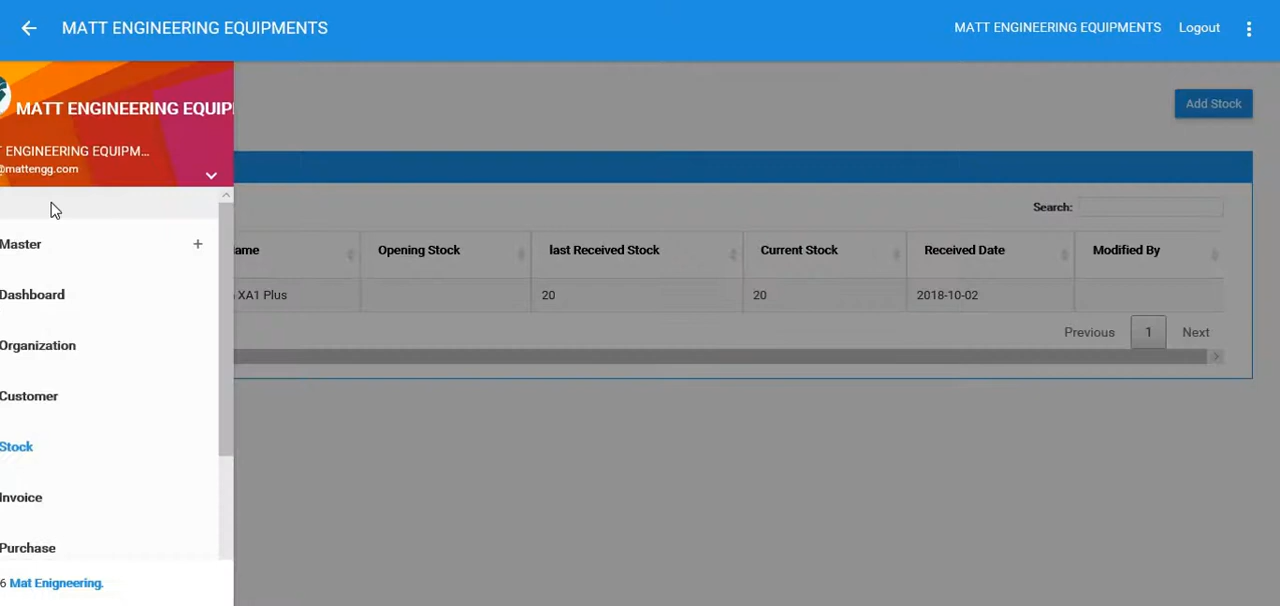 MATT ENGINEERING EQUIPMENTS
MATT ENGINEERING EQUIPMENTS Logout
MATT ENGINEERING EQUIP
T ENGINEERING EQUIPM...
@mattengg.com
Master +
Dashboard
Organization
Customer
Stock
Invoice
Purchase
6 Mat Enigneering.
Add Stock
Search:
ame Opening Stock last Received Stock Current Stock Received Date Modified By
XA1 Plus 20 20 2018-10-02
Previous 1 Next